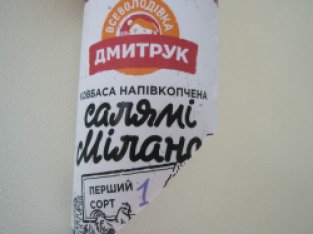 ВСЕВОЛОДІВКА
ДМИТРУК
КОВБАСА НАПІВКОПЧЕНА
салямі
Мілано
ПЕРШИЙ
СОРТ 1